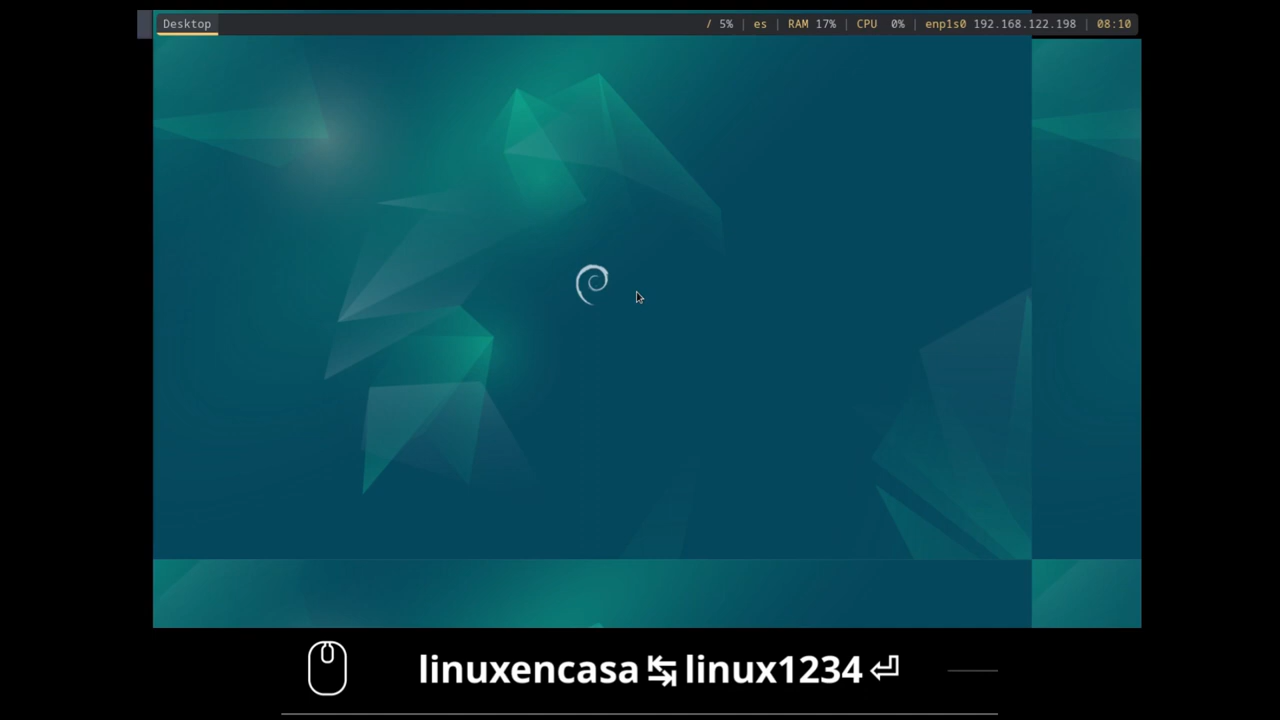 Desktop / 5% | es | RAM 17% | CPU 0% | enp1s0 192.168.122.198 | 08:10
linuxencasa ↹ linux1234 ⏎